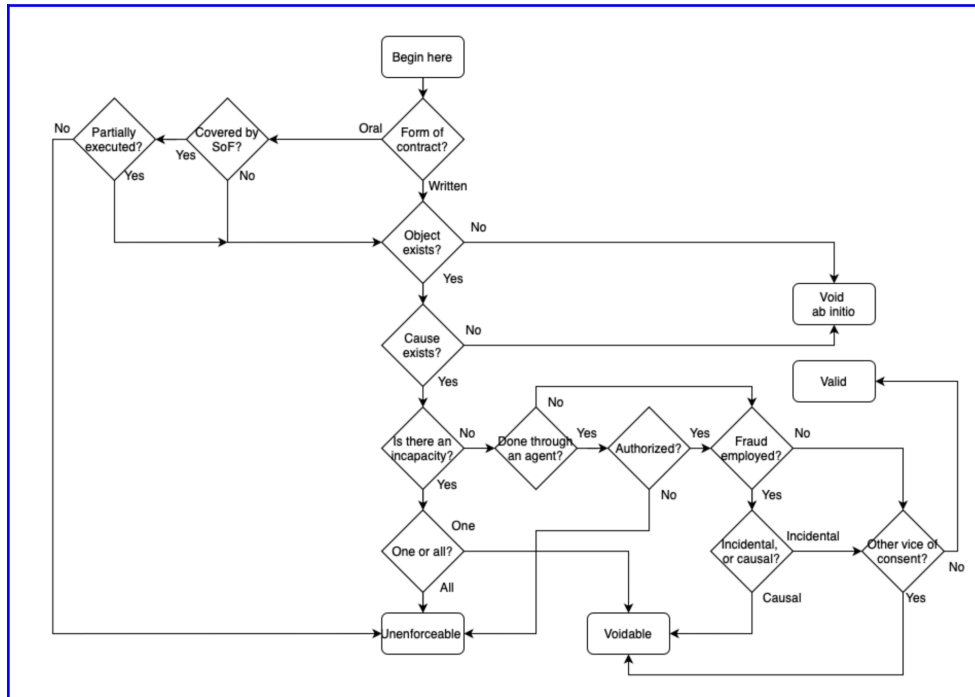 Begin here
No
Partially
executed?
Covered by
SoF?
Oral
Form of
contract?
Yes
Yes
No
Written
Object
exists?
No
Yes
Void
ab initio
Cause
exists?
No
Yes
Valid
No
Is there an
incapacity?
No
Done through
an agent?
Yes
Authorized?
Yes
Fraud
employed?
No
Yes
No
Yes
One
One or all?
Incidental,
or causal?
Incidental
Other vice of
consent?
No
All
Causal
Yes
Unenforceable
Voidable